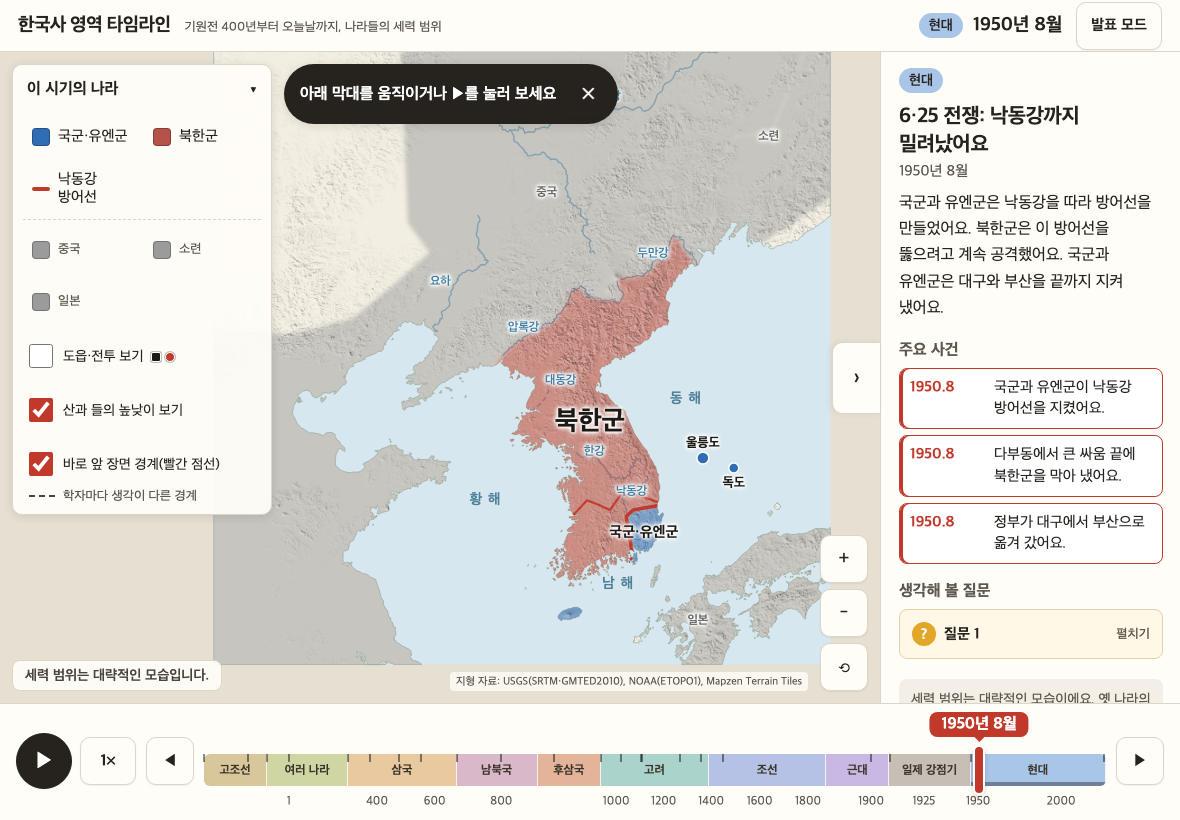 한국사 영역 타임라인
기원전 400년부터 오늘날까지, 나라들의 세력 범위
현대
1950년 8월
발표 모드
이 시기의 나라
국군·유엔군
북한군
낙동강
방어선
중국
소련
일본
도읍·전투 보기
산과 들의 높낮이 보기
바로 앞 장면 경계(빨간 점선)
학자마다 생각이 다른 경계
아래 막대를 움직이거나 ▶를 눌러 보세요
소련
중국
두만강
요하
압록강
대동강
동 해
북한군
울릉도
한강
독도
낙동강
황 해
국군·유엔군
남 해
일본
세력 범위는 대략적인 모습입니다.
지형 자료: USGS(SRTM·GMTED2010), NOAA(ETOPO1), Mapzen Terrain Tiles
현대
6·25 전쟁: 낙동강까지
밀려났어요
1950년 8월
국군과 유엔군은 낙동강을 따라 방어선을
만들었어요. 북한군은 이 방어선을
뚫으려고 계속 공격했어요. 국군과
유엔군은 대구와 부산을 끝까지 지켜
냈어요.
주요 사건
1950.8
국군과 유엔군이 낙동강
방어선을 지켰어요.
1950.8
다부동에서 큰 싸움 끝에
북한군을 막아 냈어요.
1950.8
정부가 대구에서 부산으로
옮겨 갔어요.
생각해 볼 질문
? 질문 1
펼치기
세력 범위는 대략적인 모습이에요. 옛 나라의
1950년 8월
1×
고조선
여러 나라
삼국
남북국
후삼국
고려
조선
근대
일제 강점기
현대
1
400
600
800
1000
1200
1400
1600
1800
1900
1925
1950
2000